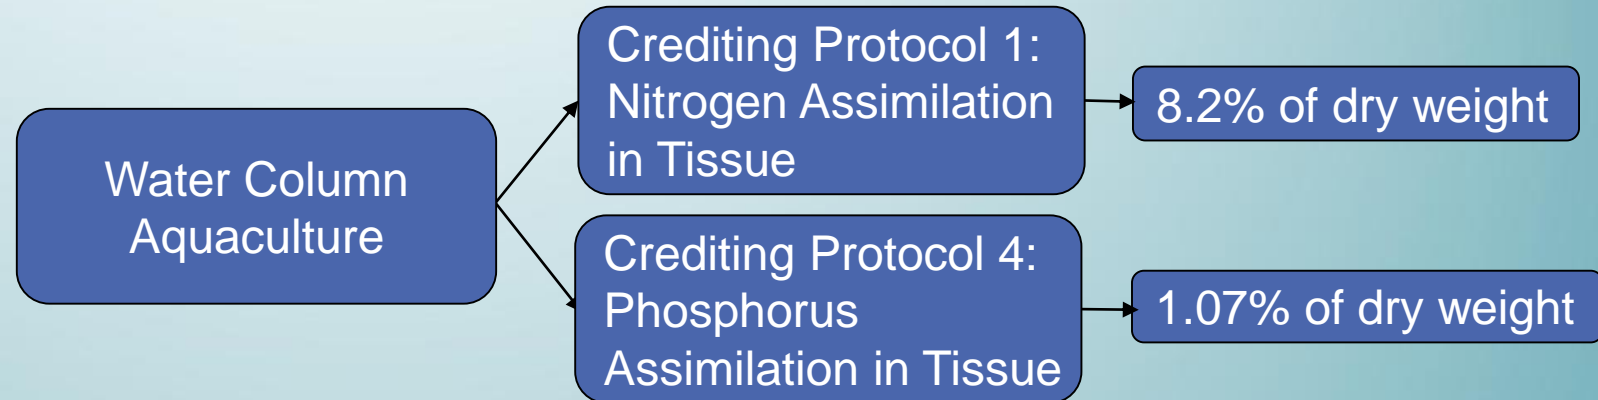 Water Column
Aquaculture
Crediting Protocol 1:
Nitrogen Assimilation
in Tissue
8.2% of dry weight
Crediting Protocol 4:
Phosphorus
Assimilation in Tissue
1.07% of dry weight